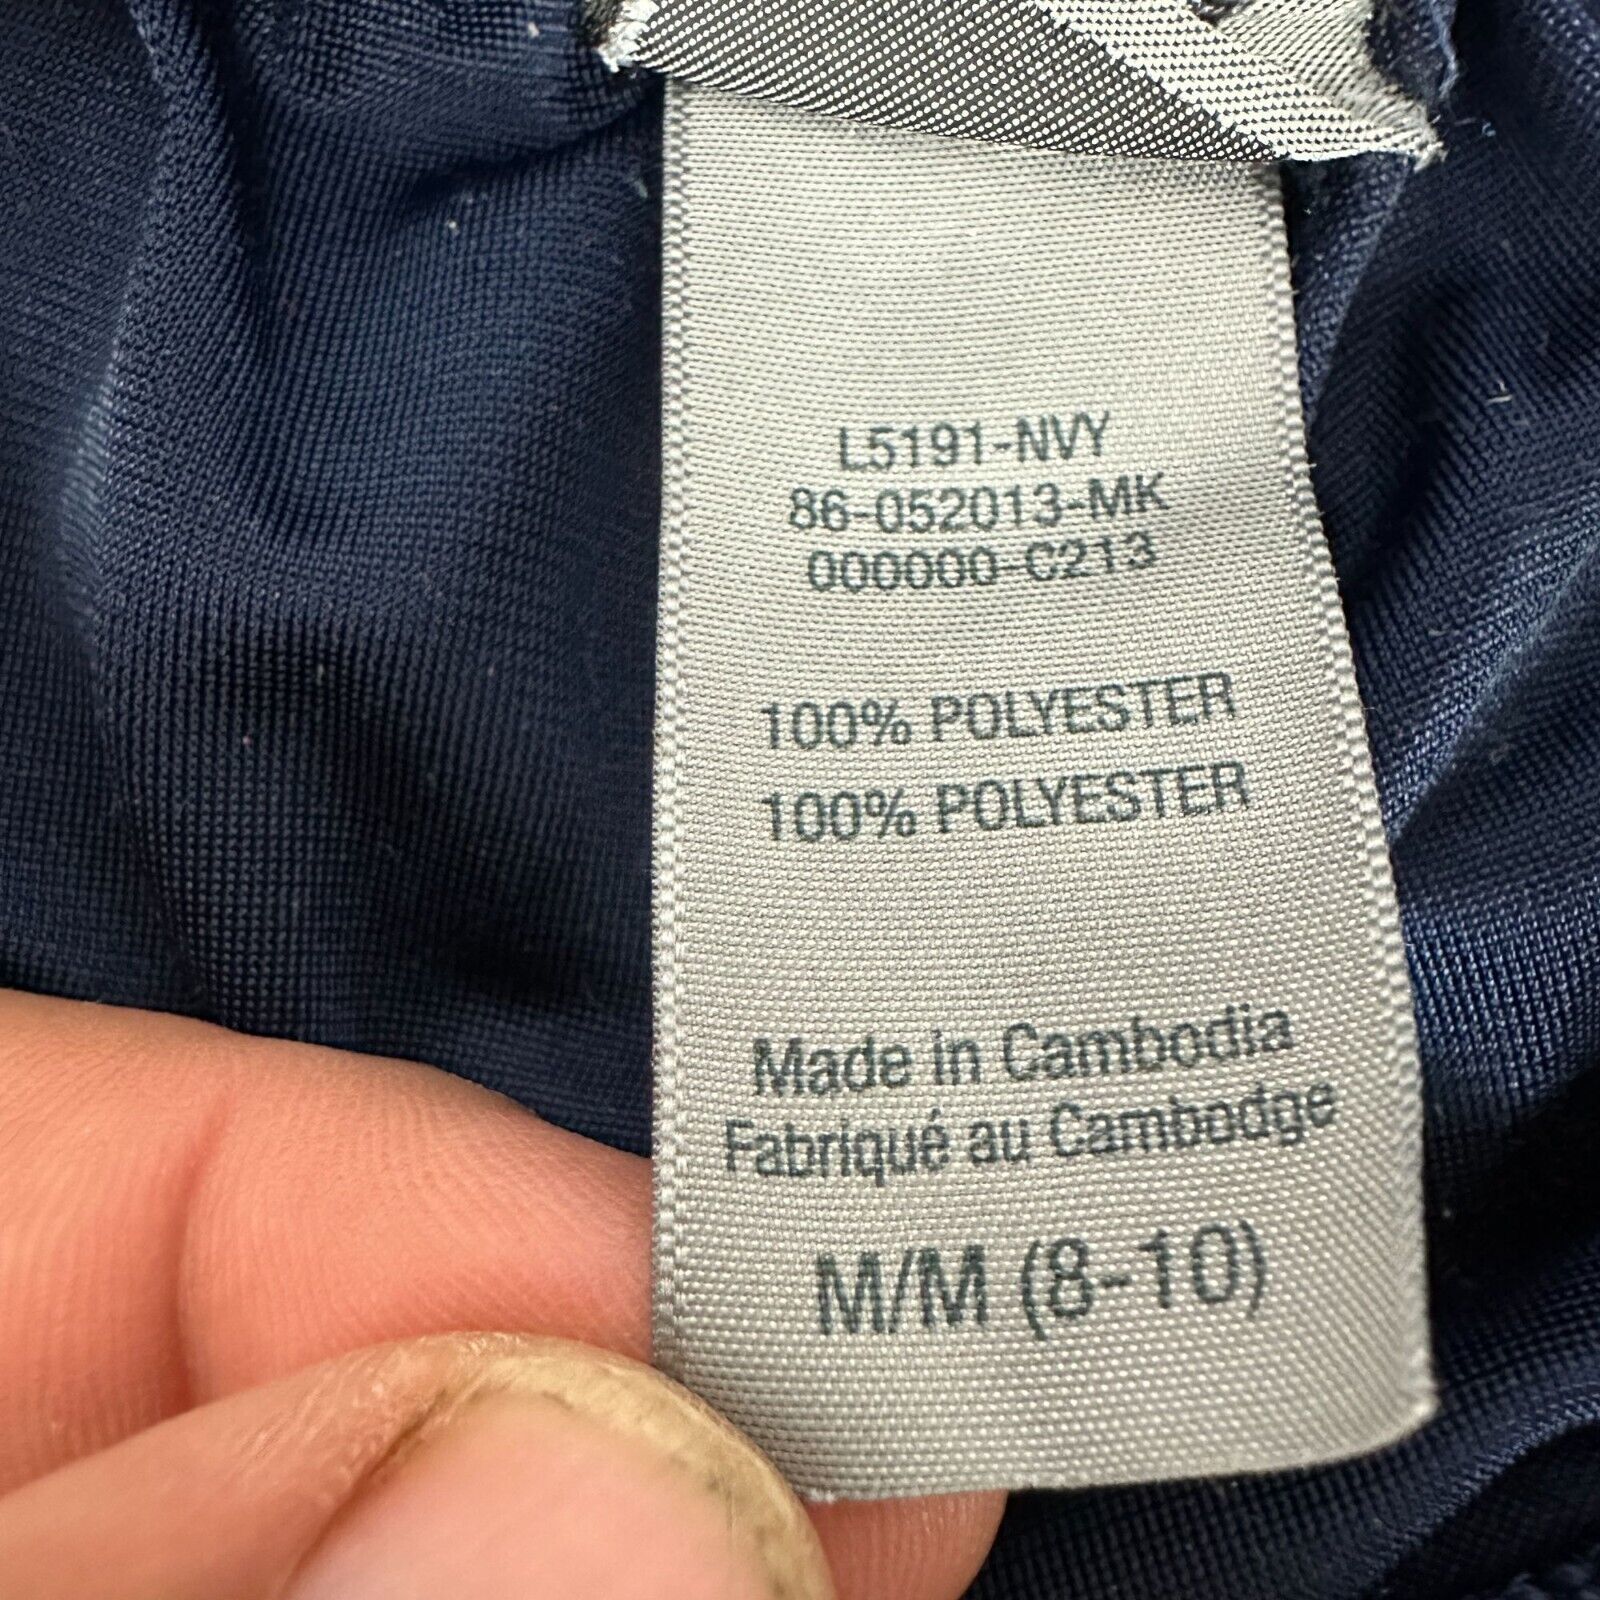 L5191-NVY
86-052013-MK
000000-C213
100% POLYESTER
100% POLYESTER
Made in Cambodia
Fabriqué au Cambodge
M/M (8-10)